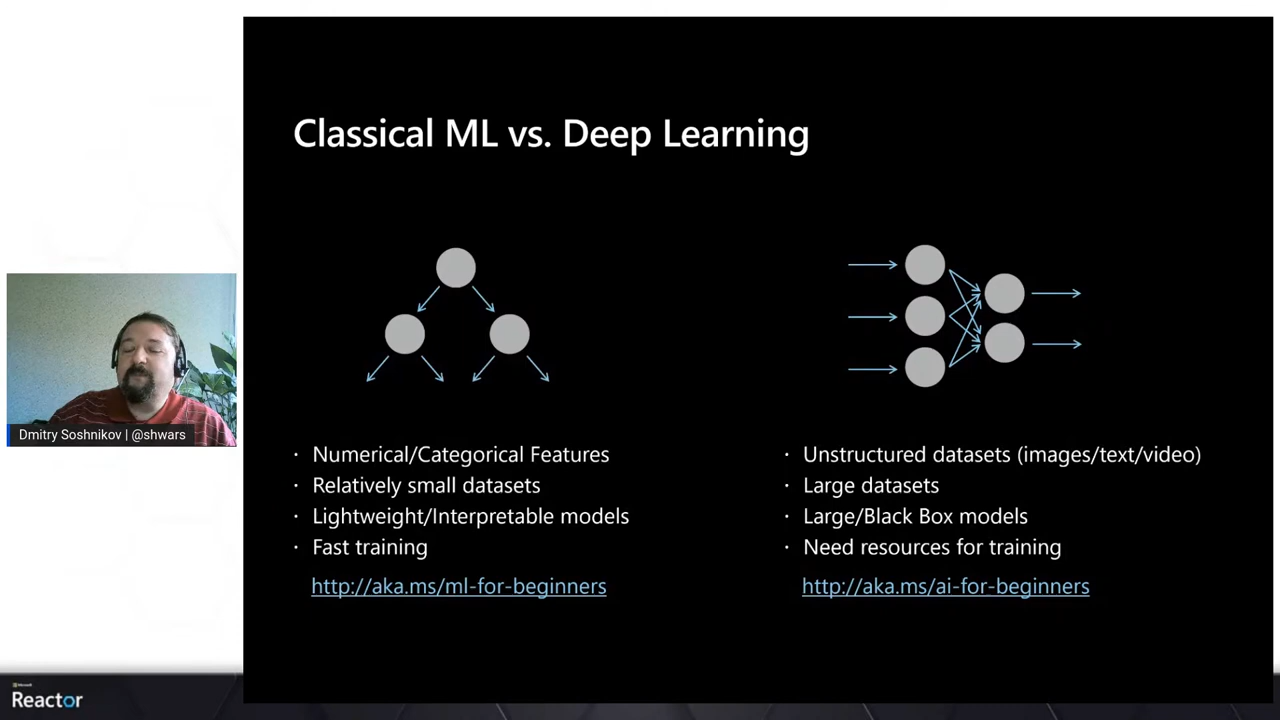 Classical ML vs. Deep Learning
· Numerical/Categorical Features
· Relatively small datasets
· Lightweight/Interpretable models
· Fast training
http://aka.ms/ml-for-beginners
· Unstructured datasets (images/text/video)
· Large datasets
· Large/Black Box models
· Need resources for training
http://aka.ms/ai-for-beginners
Dmitry Soshnikov | @shwars
Microsoft
Reactor